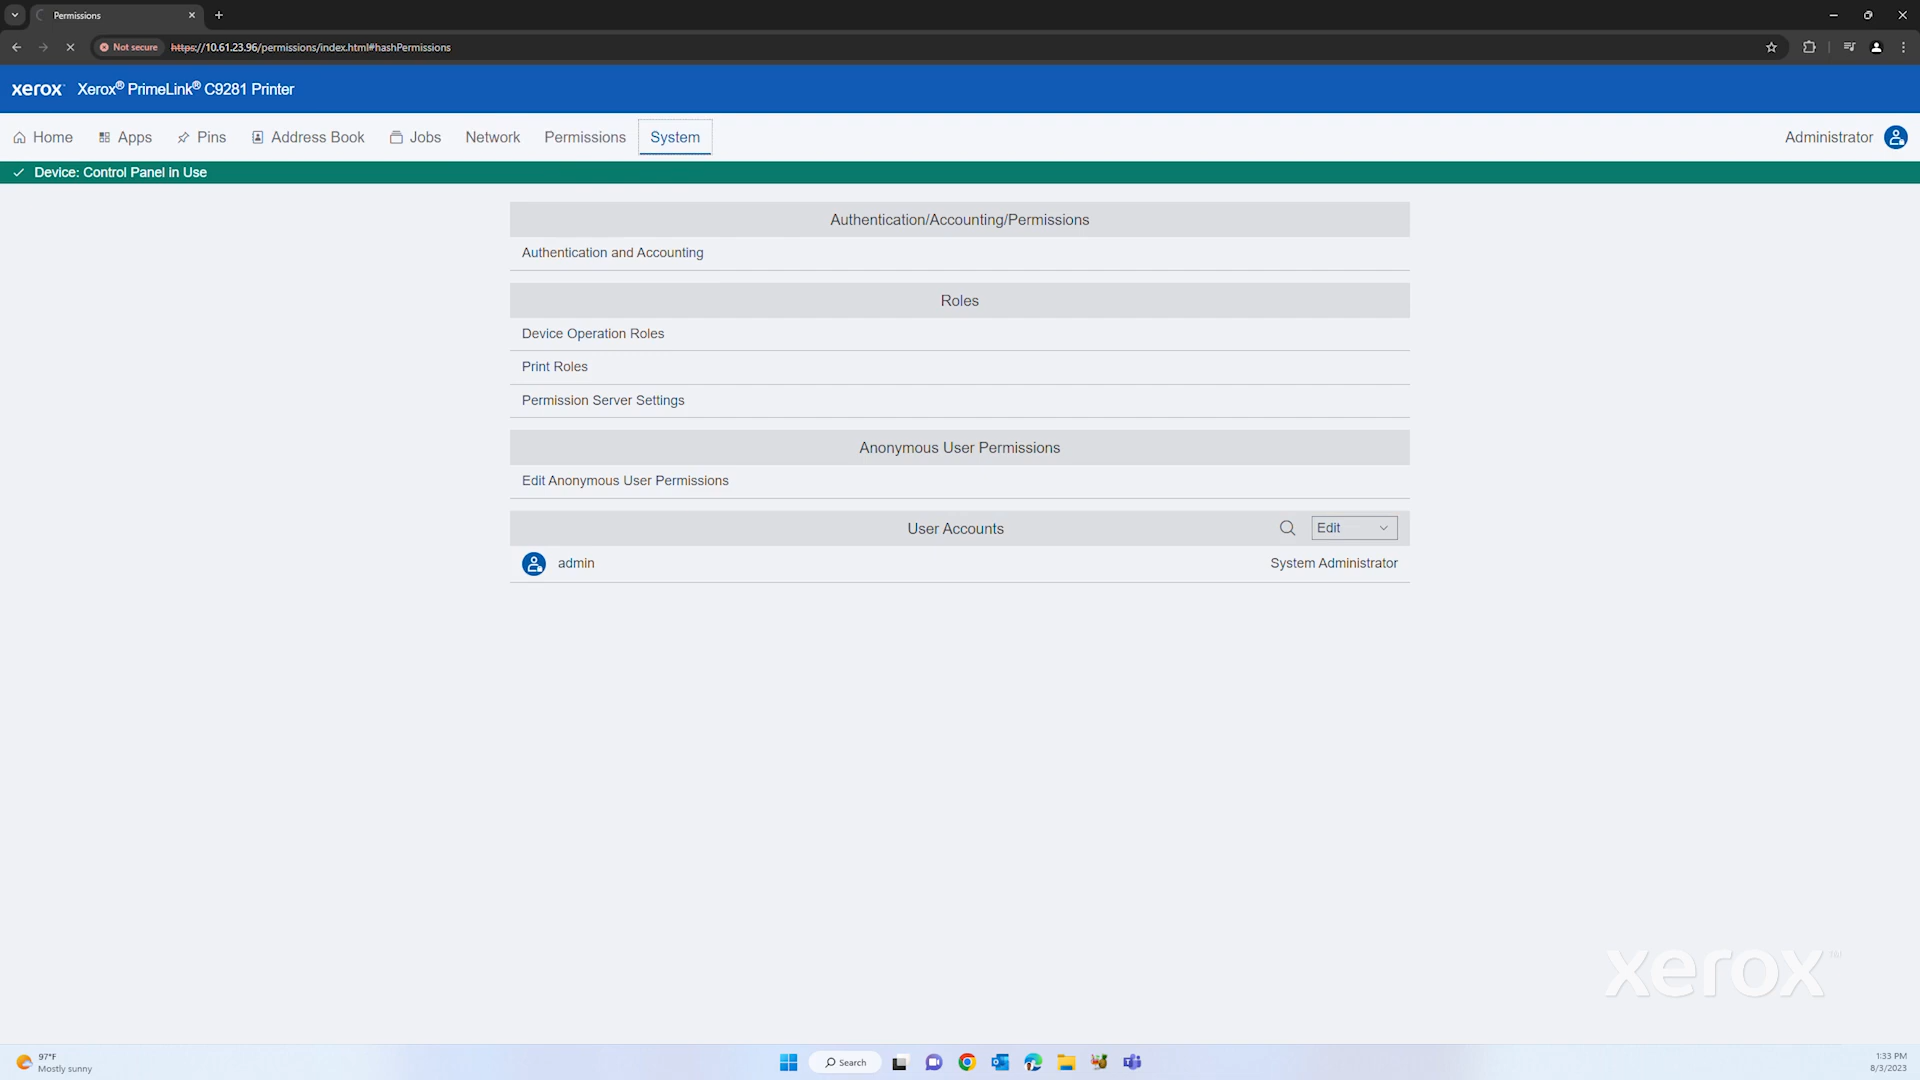 Permissions
Not secure https://10.61.23.96/permissions/index.html#hashPermissions
xerox™ Xerox® PrimeLink® C9281 Printer
Home Apps Pins Address Book Jobs Network Permissions System Administrator
Device: Control Panel in Use
Authentication/Accounting/Permissions
Authentication and Accounting
Roles
Device Operation Roles
Print Roles
Permission Server Settings
Anonymous User Permissions
Edit Anonymous User Permissions
User Accounts Edit
admin System Administrator
xerox™
97°F
Mostly sunny
Search
1:33 PM
8/3/2023